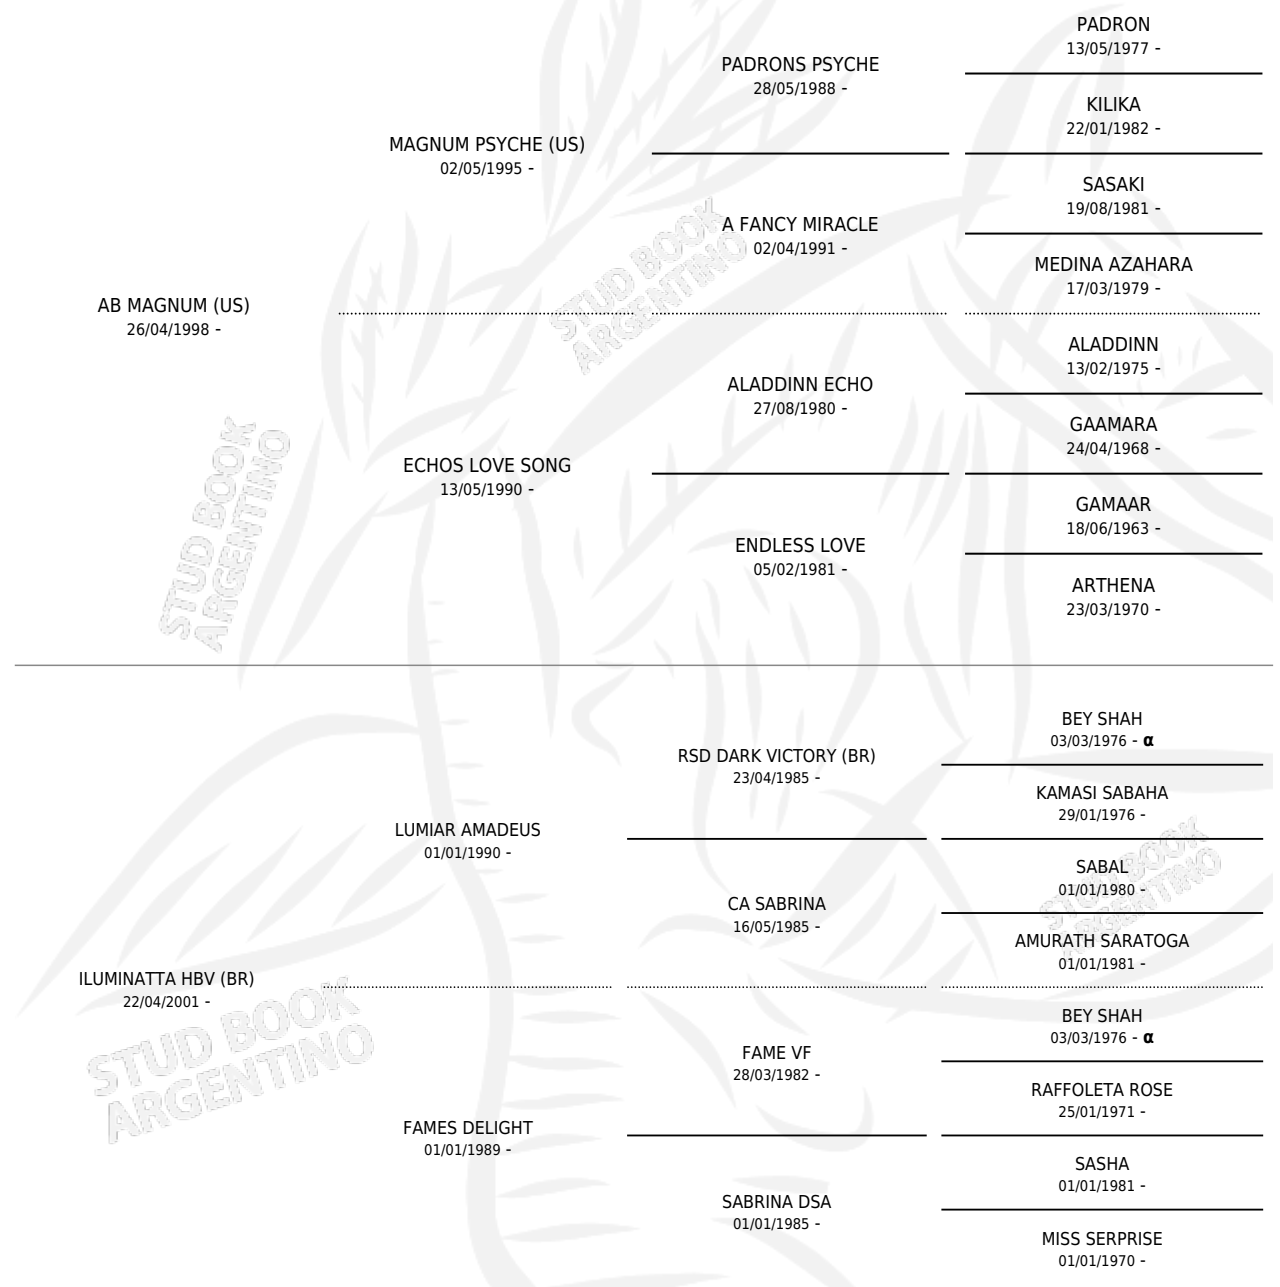 PADRON
13/05/1977 -
PADRONS PSYCHE
28/05/1988 -
KILIKA
22/01/1982 -
MAGNUM PSYCHE (US)
02/05/1995 -
SASAKI
19/08/1981 -
A FANCY MIRACLE
02/04/1991 -
MEDINA AZAHARA
17/03/1979 -
AB MAGNUM (US)
26/04/1998 -
ALADDINN
13/02/1975 -
ALADDINN ECHO
27/08/1980 -
GAAMARA
24/04/1968 -
ECHOS LOVE SONG
13/05/1990 -
GAMAAR
18/06/1963 -
ENDLESS LOVE
05/02/1981 -
ARTHENA
23/03/1970 -
BEY SHAH
03/03/1976 - α
RSD DARK VICTORY (BR)
23/04/1985 -
KAMASI SABAHA
29/01/1976 -
LUMIAR AMADEUS
01/01/1990 -
SABAL
01/01/1980 -
CA SABRINA
16/05/1985 -
AMURATH SARATOGA
01/01/1981 -
ILUMINATTA HBV (BR)
22/04/2001 -
BEY SHAH
03/03/1976 - α
FAME VF
28/03/1982 -
RAFFOLETA ROSE
25/01/1971 -
FAMES DELIGHT
01/01/1989 -
SASHA
01/01/1981 -
SABRINA DSA
01/01/1985 -
MISS SERPRISE
01/01/1970 -
STUD BOOK
ARGENTINO
STUD BOOK
ARGENTINO
STUD BOOK
ARGENTINO
STUD BOOK
ARGENTINO